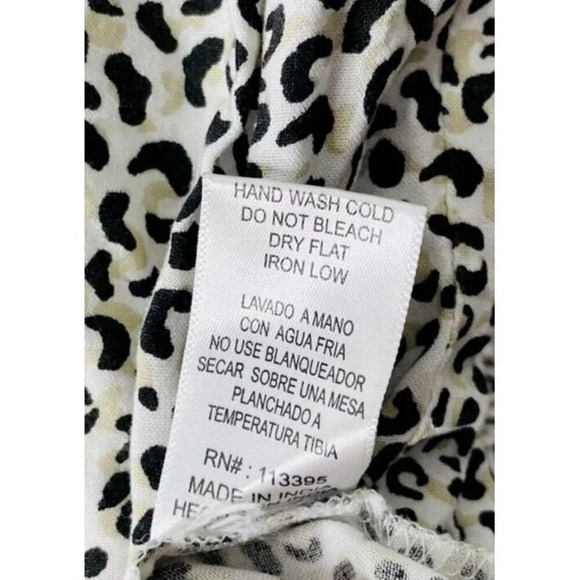 HAND WASH COLD
DO NOT BLEACH
DRY FLAT
IRON LOW
LAVADO A MANO
CON AGUA FRIA
NO USE BLANQUEADOR
SECAR SOBRE UNA MESA
PLANCHADO A
TEMPERATURA TIBIA
RN# : 113395
MADE IN INDIA